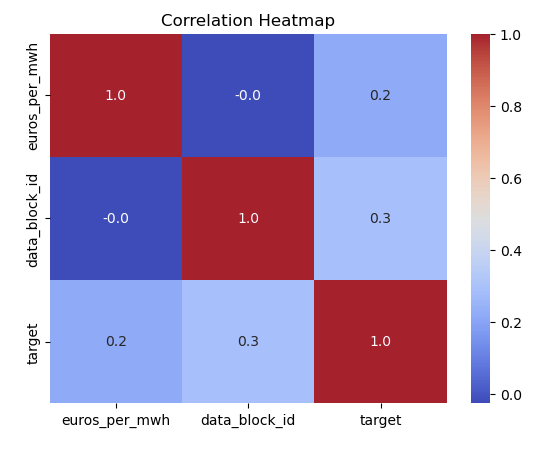 Correlation Heatmap
euros_per_mwh
1.0
-0.0
0.2
data_block_id
-0.0
1.0
0.3
target
0.2
0.3
1.0
euros_per_mwh
data_block_id
target
1.0
0.8
0.6
0.4
0.2
0.0